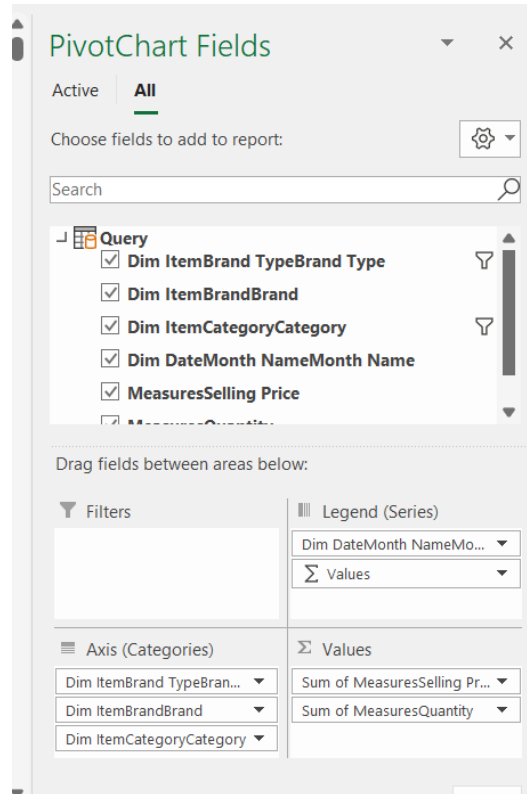 PivotChart Fields
Active All
Choose fields to add to report:
Search
Query
Dim ItemBrand TypeBrand Type
Dim ItemBrandBrand
Dim ItemCategoryCategory
Dim DateMonth NameMonth Name
MeasuresSelling Price
MeasuresQuantity
Drag fields between areas below:
Filters
Legend (Series)
Dim DateMonth NameMo...
Σ Values
Axis (Categories)
Dim ItemBrand TypeBran...
Dim ItemBrandBrand
Dim ItemCategoryCategory
Σ Values
Sum of MeasuresSelling Pr...
Sum of MeasuresQuantity